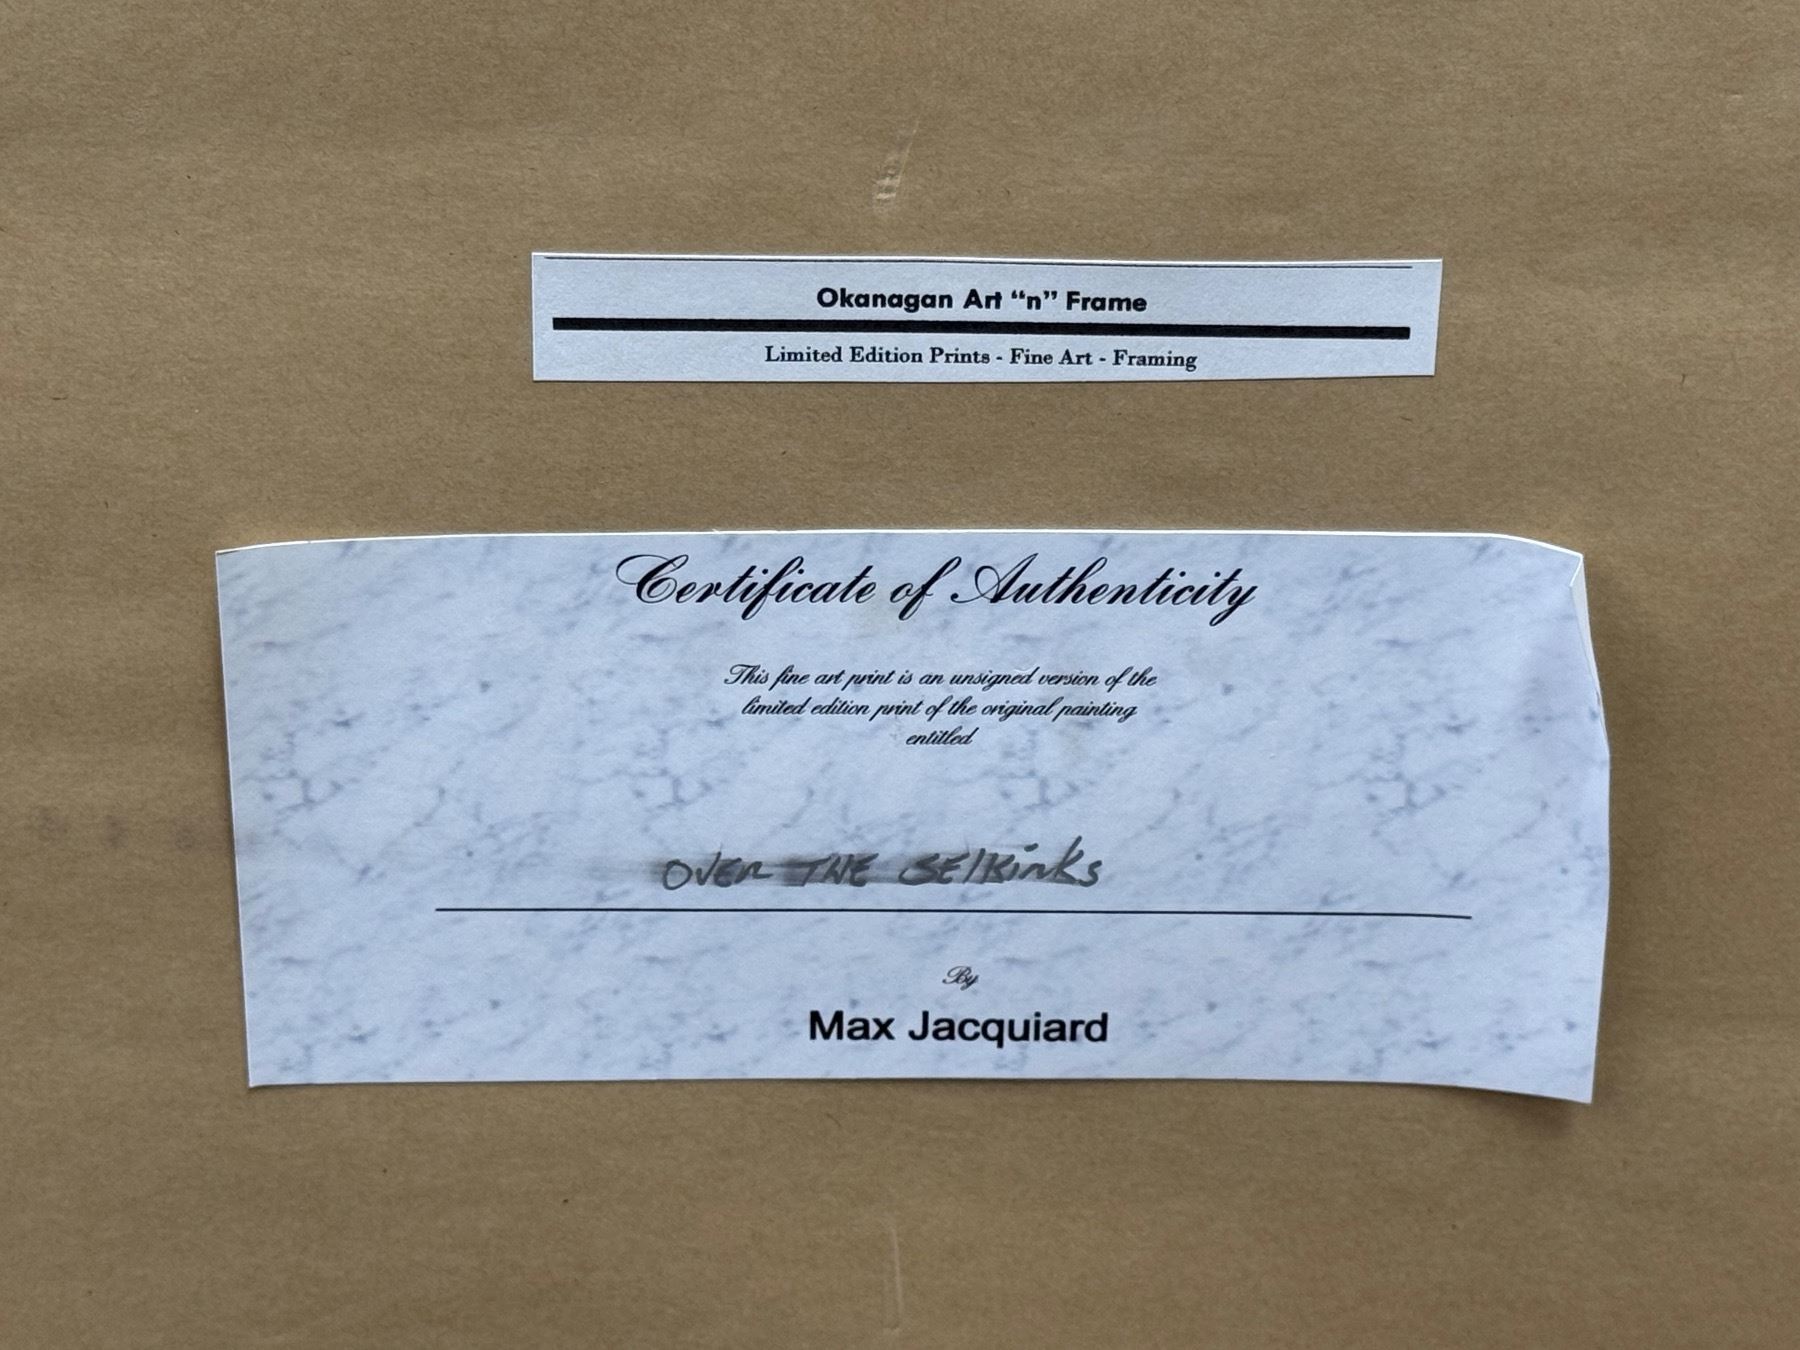 Okanagan Art “n” Frame
Limited Edition Prints - Fine Art - Framing
Certificate of Authenticity
This fine art print is an unsigned version of the
limited edition print of the original painting
entitled
OVER THE SElKinKs
By
Max Jacquiard